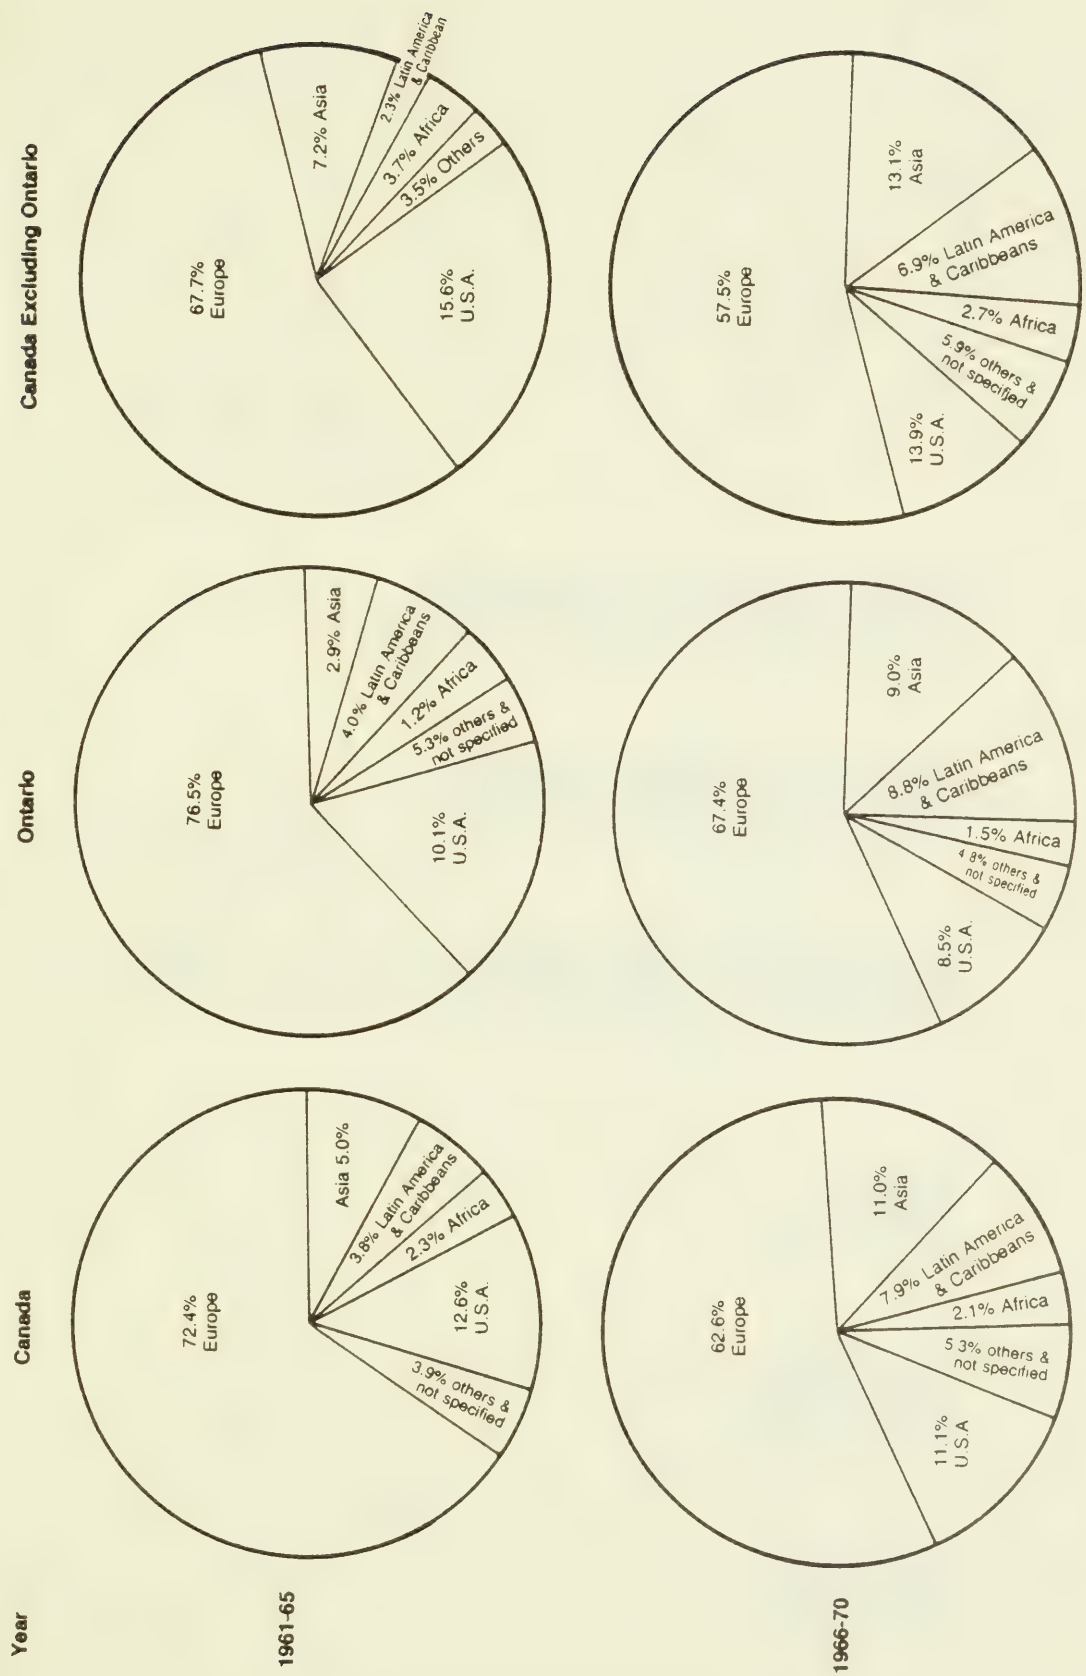 Year
Canada
Ontario
Canada Excluding Ontario
1961-65
72.4%
Europe
Asia 5.0%
3.8% Latin America
& Caribbeans
2.3% Africa
12.6%
U.S.A.
3.9% others &
not specified
76.5%
Europe
2.9% Asia
4.0% Latin America
& Caribbeans
1.2% Africa
5.3% others &
not specified
10.1%
U.S.A.
67.7%
Europe
7.2% Asia
2.3% Latin America
& Caribbean
3.7% Africa
3.5% Others
15.6%
U.S.A.
1966-70
62.6%
Europe
11.0%
Asia
7.9% Latin America
& Caribbeans
2.1% Africa
5 3% others &
not specified
11.1%
U.S.A
67.4%
Europe
9.0%
Asia
8.8% Latin America
& Caribbeans
1.5% Africa
4 8% others &
not specified
8.5%
U.S.A.
57.5%
Europe
13.1%
Asia
6.9% Latin America
& Caribbeans
2.7% Africa
5.9% others &
not specified
13.9%
U.S.A.